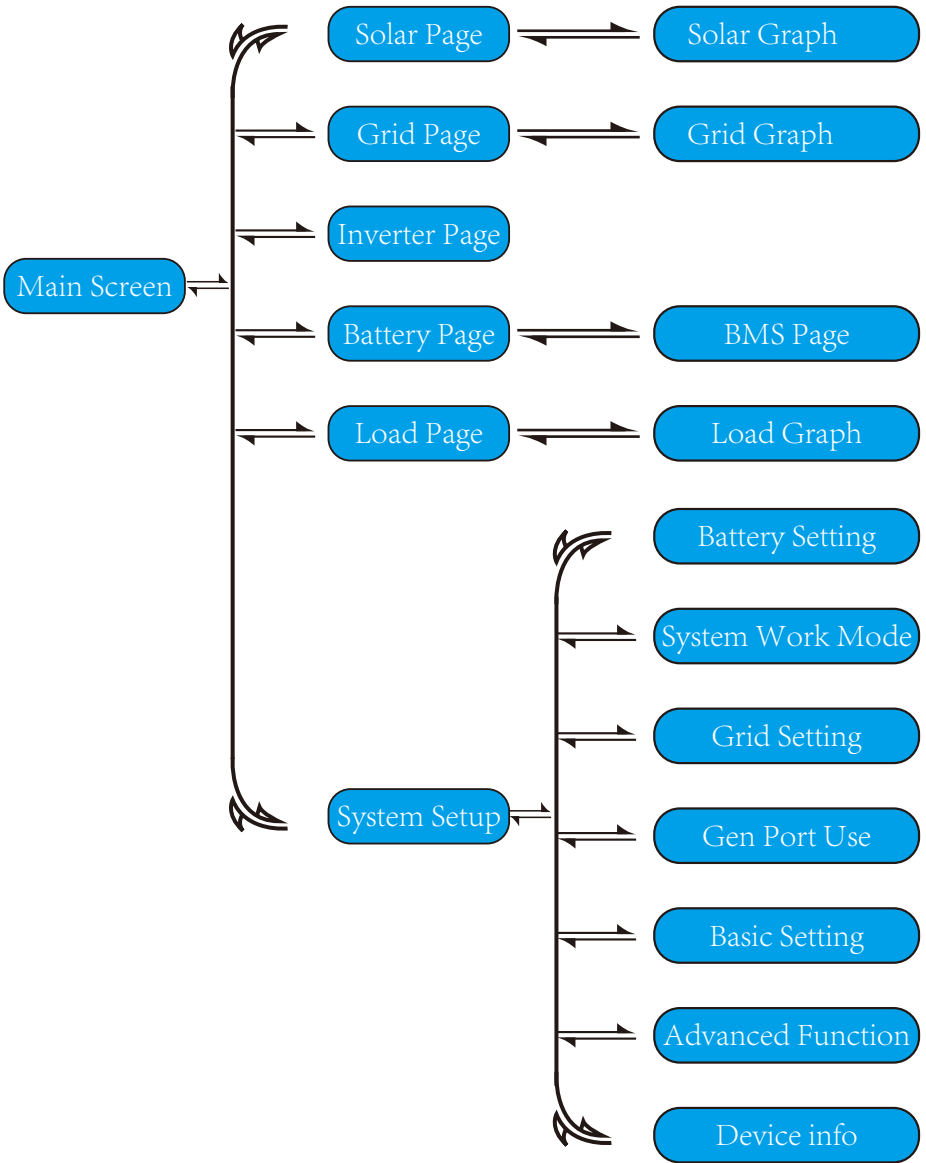 Solar Page
Solar Graph
Grid Page
Grid Graph
Inverter Page
Main Screen
Battery Page
BMS Page
Load Page
Load Graph
Battery Setting
System Work Mode
Grid Setting
System Setup
Gen Port Use
Basic Setting
Advanced Function
Device info